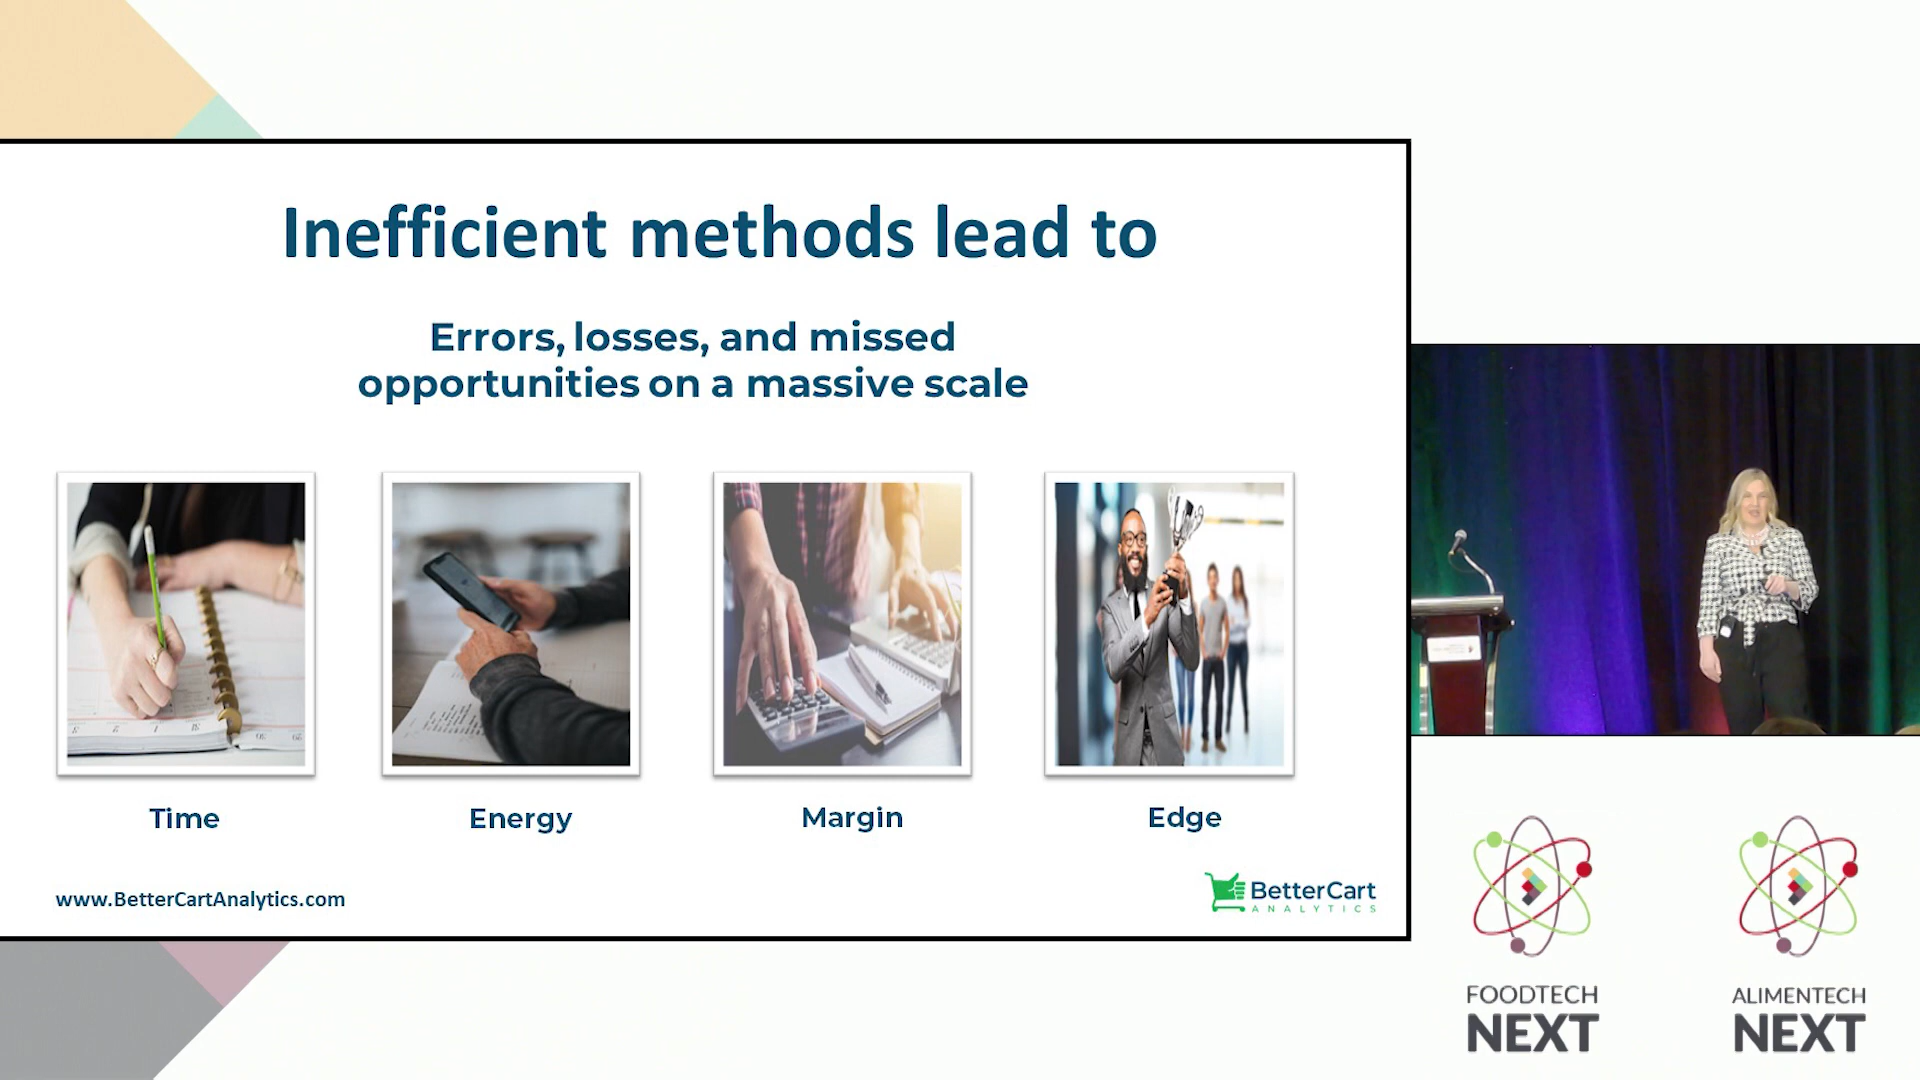 Inefficient methods lead to
Errors, losses, and missed
opportunities on a massive scale
Time
Energy
Margin
Edge
www.BetterCartAnalytics.com
BetterCart
ANALYTICS
FOODTECH
NEXT
ALIMENTECH
NEXT